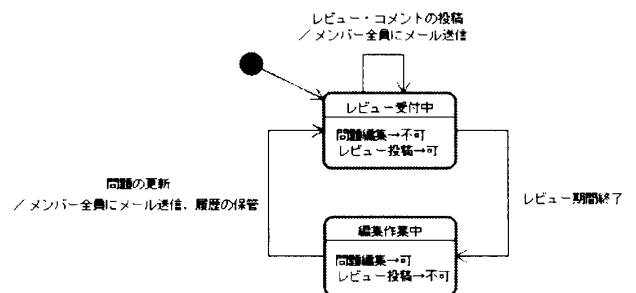 レビュー・コメントの投稿
／メンバー全員にメール送信
レビュー受付中
問題編集→不可
レビュー投稿→可
問題の更新
／メンバー全員にメール送信、履歴の保管
レビュー期間終了
編集作業中
問題編集→可
レビュー投稿→不可